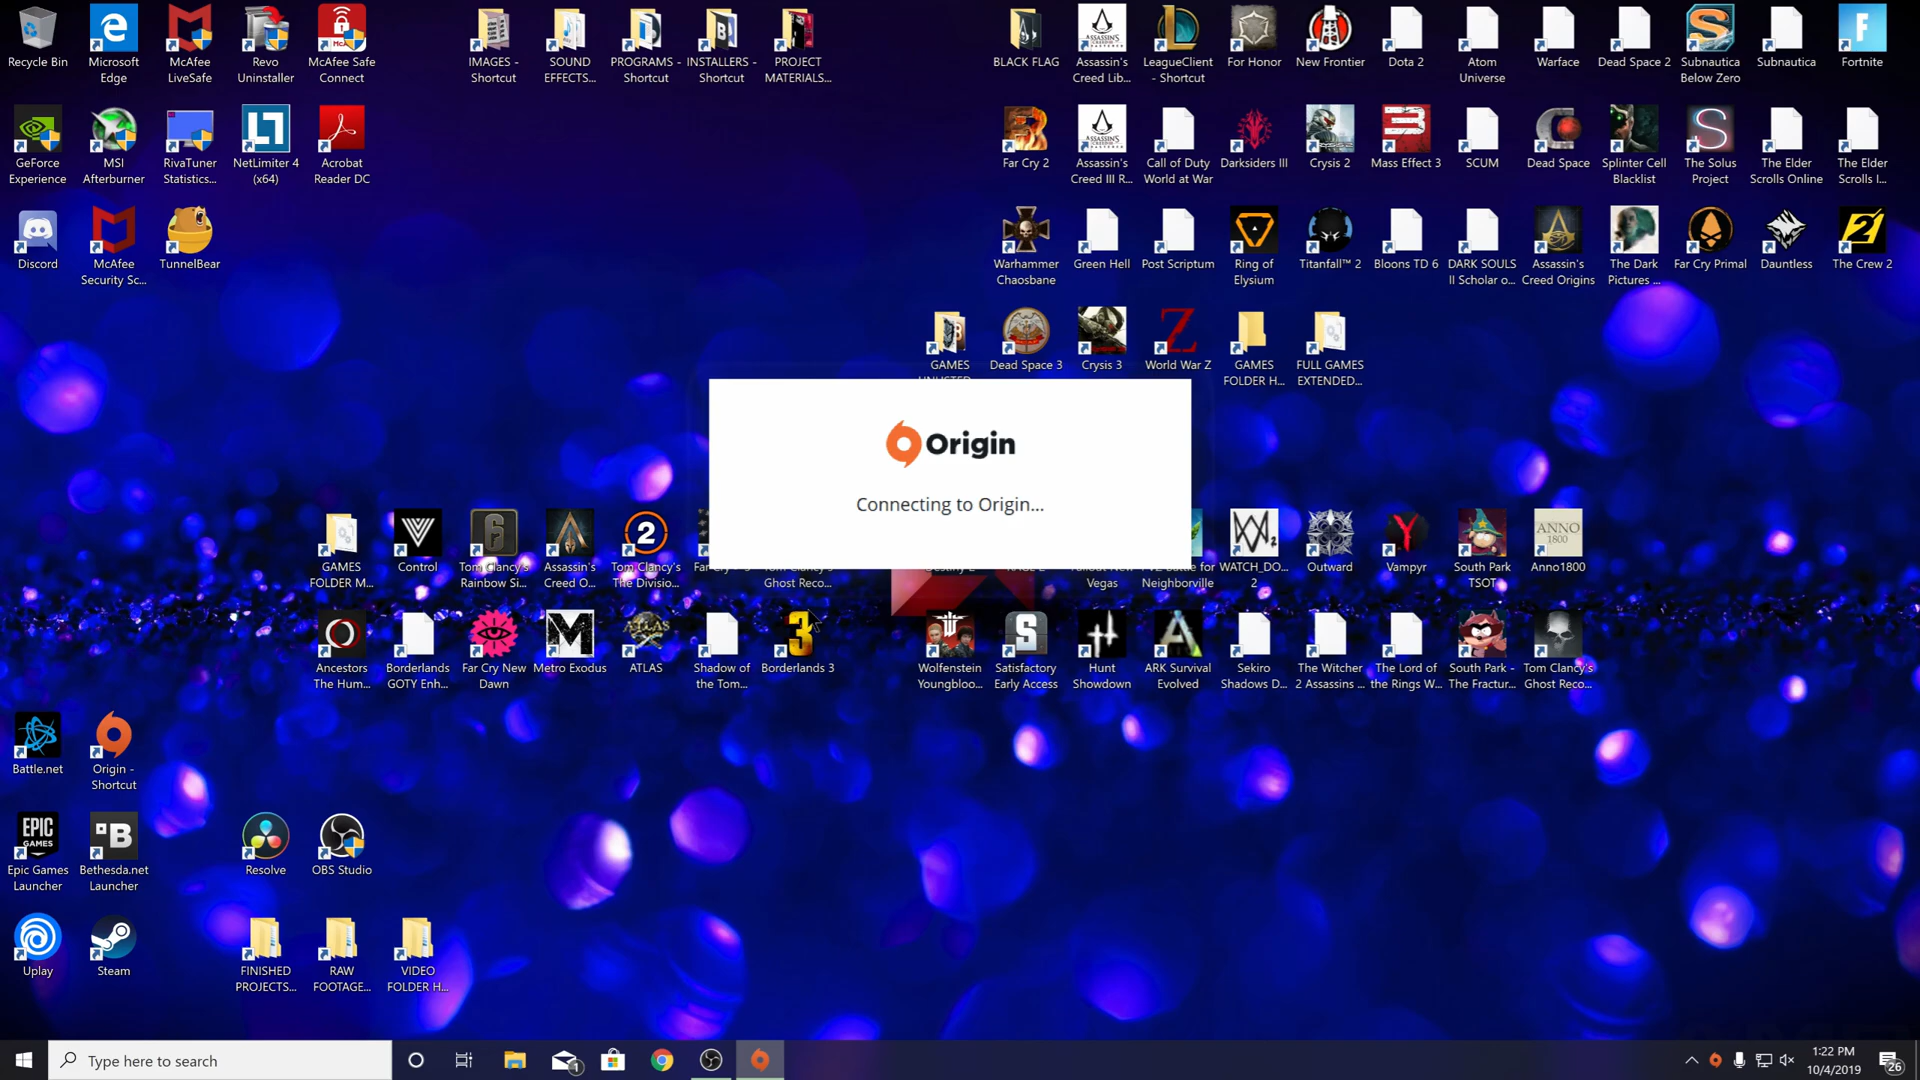 Recycle Bin
Microsoft
Edge
McAfee
LiveSafe
Revo
Uninstaller
McAfee Safe
Connect
IMAGES -
Shortcut
SOUND
EFFECTS...
PROGRAMS -
Shortcut
INSTALLERS -
Shortcut
PROJECT
MATERIALS...
BLACK FLAG
Assassin's
Creed Lib...
LeagueClient
- Shortcut
For Honor
New Frontier
Dota 2
Atom
Universe
Warface
Dead Space 2
Subnautica
Below Zero
Subnautica
Fortnite
GeForce
Experience
MSI
Afterburner
RivaTuner
Statistics...
NetLimiter 4
(x64)
Acrobat
Reader DC
Far Cry 2
Assassin's
Creed III R...
Call of Duty
World at War
Darksiders III
Crysis 2
Mass Effect 3
SCUM
Dead Space
Splinter Cell
Blacklist
The Solus
Project
The Elder
Scrolls Online
The Elder
Scrolls I...
Discord
McAfee
Security Sc...
TunnelBear
Warhammer
Chaosbane
Green Hell
Post Scriptum
Ring of
Elysium
Titanfall™ 2
Bloons TD 6
DARK SOULS
II Scholar o...
Assassin's
Creed Origins
The Dark
Pictures ...
Far Cry Primal
Dauntless
The Crew 2
GAMES
Dead Space 3
Crysis 3
World War Z
GAMES
FOLDER H...
FULL GAMES
EXTENDED...
Origin
Connecting to Origin...
GAMES
FOLDER M...
Control
Tom Clancy's
Rainbow Si...
Assassin's
Creed O...
Tom Clancy's
The Divisio...
Ghost Reco...
Vegas
Neighborville
WATCH_DO...
2
Outward
Vampyr
South Park
TSOT
ANNO
1800
Anno1800
Ancestors
The Hum...
Borderlands
GOTY Enh...
Far Cry New
Dawn
Metro Exodus
ATLAS
Shadow of
the Tom...
Borderlands 3
Wolfenstein
Youngbloo...
Satisfactory
Early Access
Hunt
Showdown
ARK Survival
Evolved
Sekiro
Shadows D...
The Witcher
2 Assassins ...
The Lord of
the Rings W...
South Park -
The Fractur...
Tom Clancy's
Ghost Reco...
Battle.net
Origin -
Shortcut
EPIC
GAMES
Epic Games
Launcher
Bethesda.net
Launcher
Resolve
OBS Studio
Uplay
Steam
FINISHED
PROJECTS...
RAW
FOOTAGE...
VIDEO
FOLDER H...
Type here to search
1
1:22 PM
10/4/2019
26